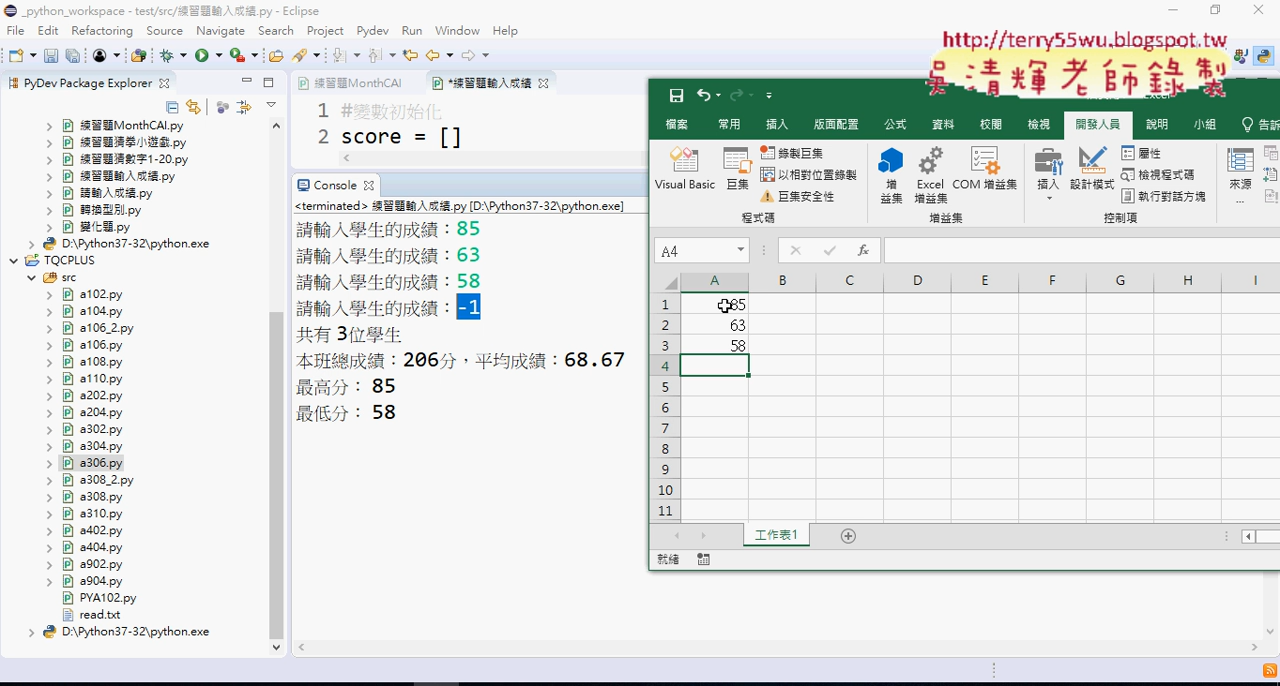 _python_workspace - test/src/練習題輸入成績.py - Eclipse
File Edit Refactoring Source Navigate Search Project Pydev Run Window Help
http://terry55wu.blogspot.tw
吳清輝老師錄製
PyDev Package Explorer
練習題MonthCAl.py
練習題猜拳小遊戲.py
練習題猜數字1-20.py
練習題輸入成績.py
請輸入成績.py
轉換型別.py
變化題.py
D:\Python37-32\python.exe
TQCPLUS
src
a102.py
a104.py
a106_2.py
a106.py
a108.py
a110.py
a202.py
a204.py
a302.py
a304.py
a306.py
a308_2.py
a308.py
a310.py
a402.py
a404.py
a902.py
a904.py
PYA102.py
read.txt
D:\Python37-32\python.exe
練習題MonthCAl
*練習題輸入成績
1 #變數初始化
2 score = []
Console
<terminated> 練習題輸入成績.py [D:\Python37-32\python.exe]
請輸入學生的成績：85
請輸入學生的成績：63
請輸入學生的成績：58
請輸入學生的成績：-1
共有 3位學生
本班總成績：206分，平均成績：68.67
最高分： 85
最低分： 58
檔案 常用 插入 版面配置 公式 資料 校閱 檢視 開發人員 說明 小組 告訴
Visual Basic
巨集
錄製巨集
以相對位置錄製
巨集安全性
程式碼
增益集
Excel 增益集
COM 增益集
增益集
插入
設計模式
屬性
檢視程式碼
執行對話方塊
控制項
來源
...
A4
fx
A B C D E F G H I
1 85
2 63
3 58
4
5
6
7
8
9
10
11
工作表1
就緒